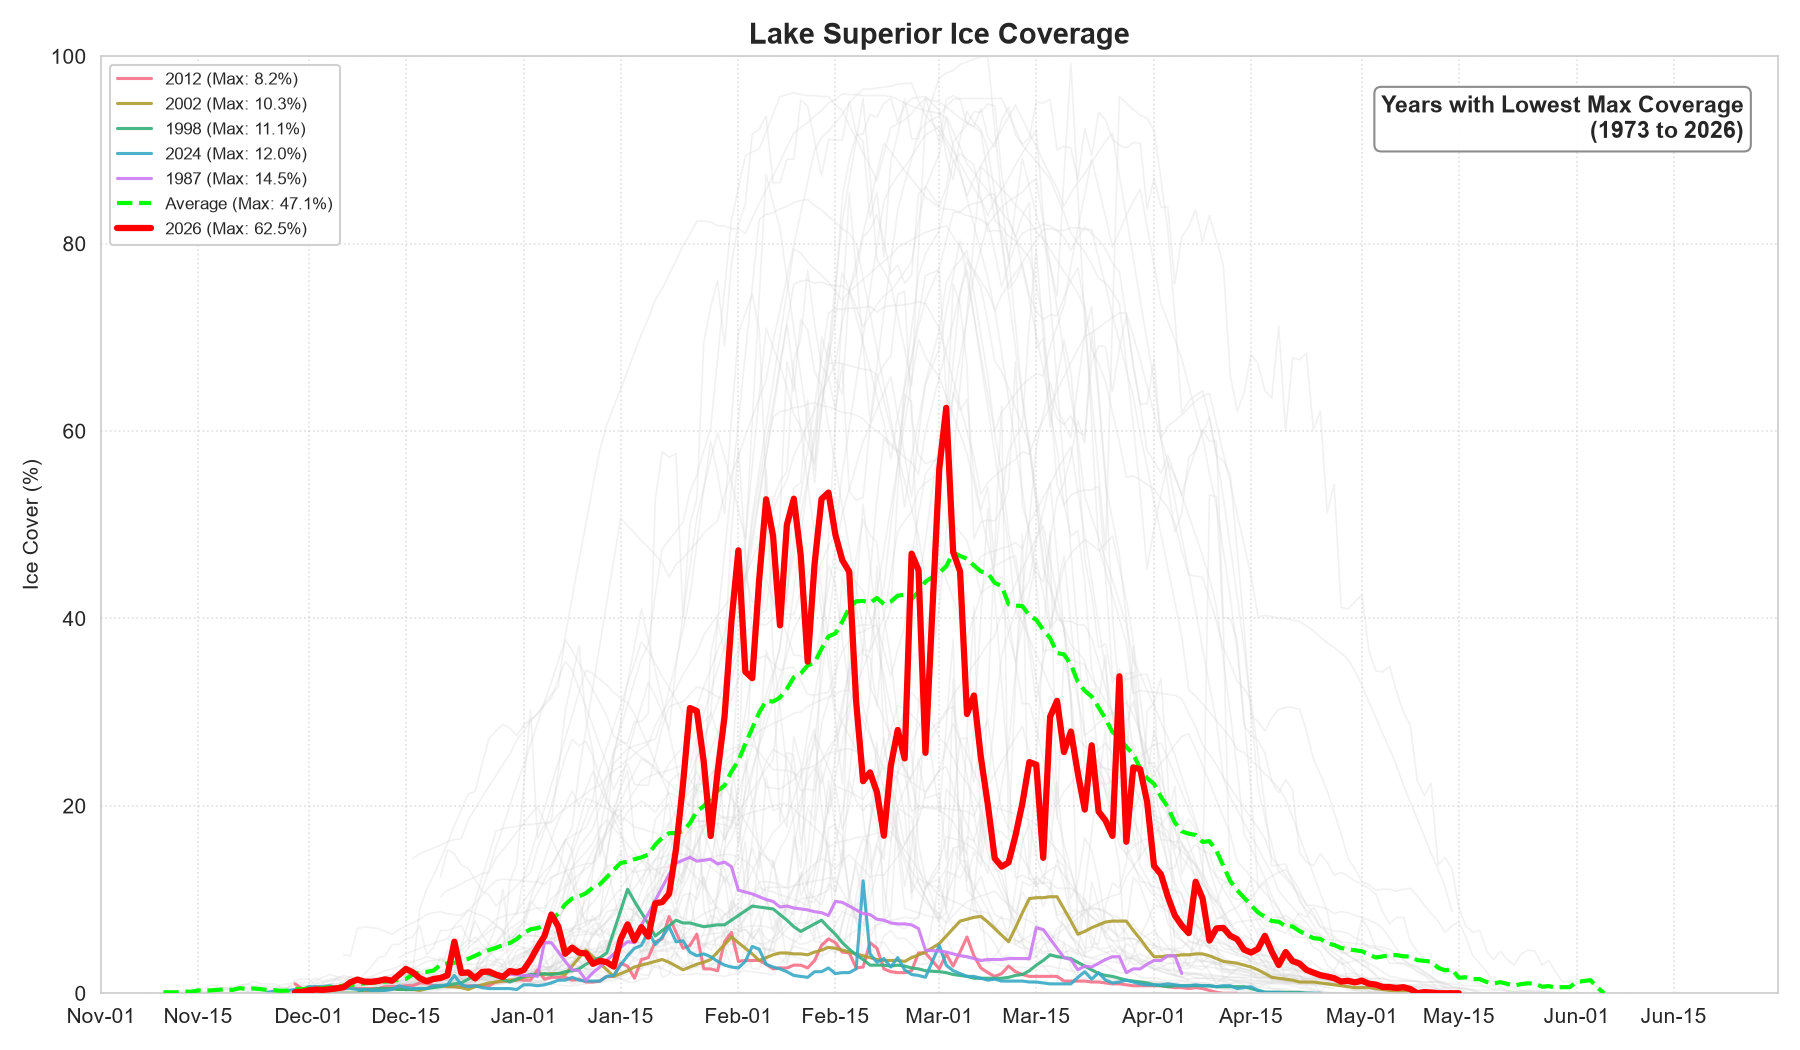 Lake Superior Ice Coverage
100
80
60
40
20
0
Ice Cover (%)
2012 (Max: 8.2%)
2002 (Max: 10.3%)
1998 (Max: 11.1%)
2024 (Max: 12.0%)
1987 (Max: 14.5%)
Average (Max: 47.1%)
2026 (Max: 62.5%)
Years with Lowest Max Coverage
(1973 to 2026)
Nov-01 Nov-15 Dec-01 Dec-15 Jan-01 Jan-15 Feb-01 Feb-15 Mar-01 Mar-15 Apr-01 Apr-15 May-01 May-15 Jun-01 Jun-15